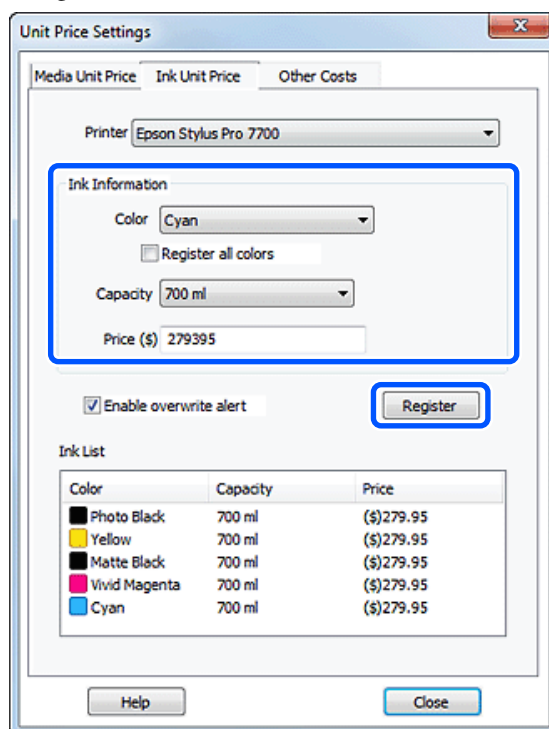 Unit Price Settings
Media Unit Price Ink Unit Price Other Costs
Printer Epson Stylus Pro 7700
Ink Information
Color Cyan
Register all colors
Capacity 700 ml
Price ($) 279395
Enable overwrite alert Register
Ink List
Color Capacity Price
Photo Black 700 ml ($)279.95
Yellow 700 ml ($)279.95
Matte Black 700 ml ($)279.95
Vivid Magenta 700 ml ($)279.95
Cyan 700 ml ($)279.95
Help Close